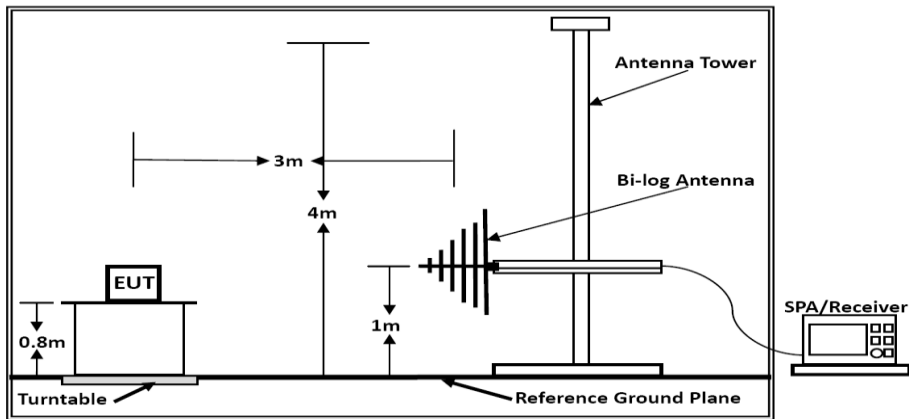 Antenna Tower
3m
Bi-log Antenna
4m
EUT
SPA/Receiver
1m
0.8m
Turntable
Reference Ground Plane